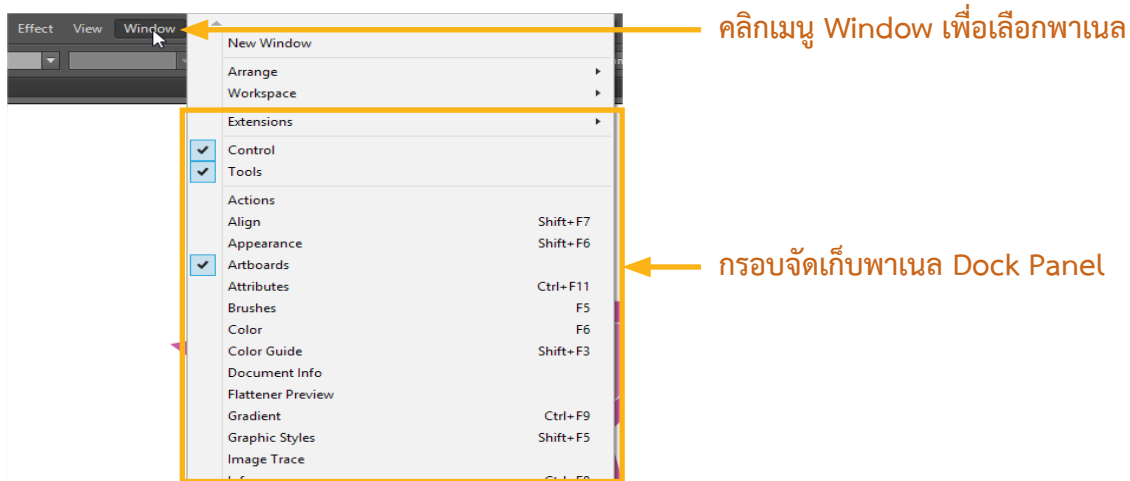 Effect View Window
คลิกเมนู Window เพื่อเลือกพาเนล
New Window
Arrange
Workspace
Extensions
Control
Tools
Actions
Align Shift+F7
Appearance Shift+F6
กรอบจัดเก็บพาเนล Dock Panel
Artboards
Attributes Ctrl+F11
Brushes F5
Color F6
Color Guide Shift+F3
Document Info
Flattener Preview
Gradient Ctrl+F9
Graphic Styles Shift+F5
Image Trace